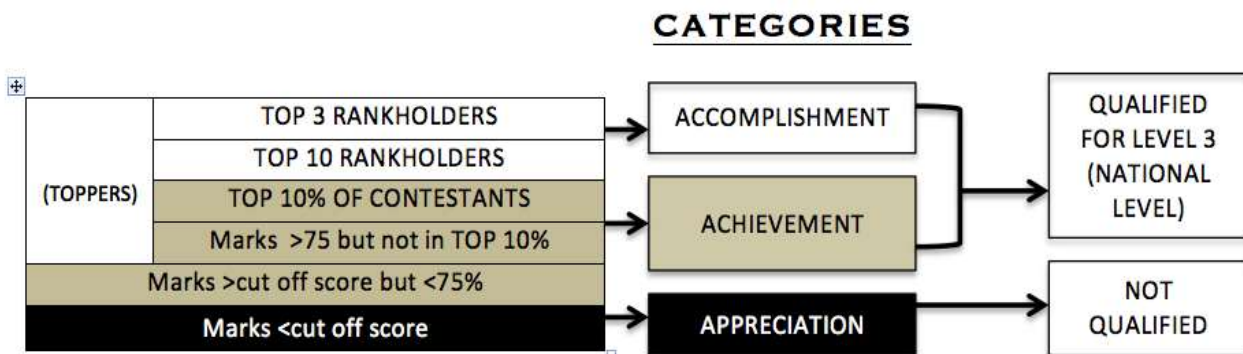 CATEGORIES
TOP 3 RANKHOLDERS
TOP 10 RANKHOLDERS
(TOPPERS)
TOP 10% OF CONTESTANTS
Marks >75 but not in TOP 10%
Marks >cut off score but <75%
Marks <cut off score
ACCOMPLISHMENT
ACHIEVEMENT
APPRECIATION
QUALIFIED
FOR LEVEL 3
(NATIONAL
LEVEL)
NOT
QUALIFIED